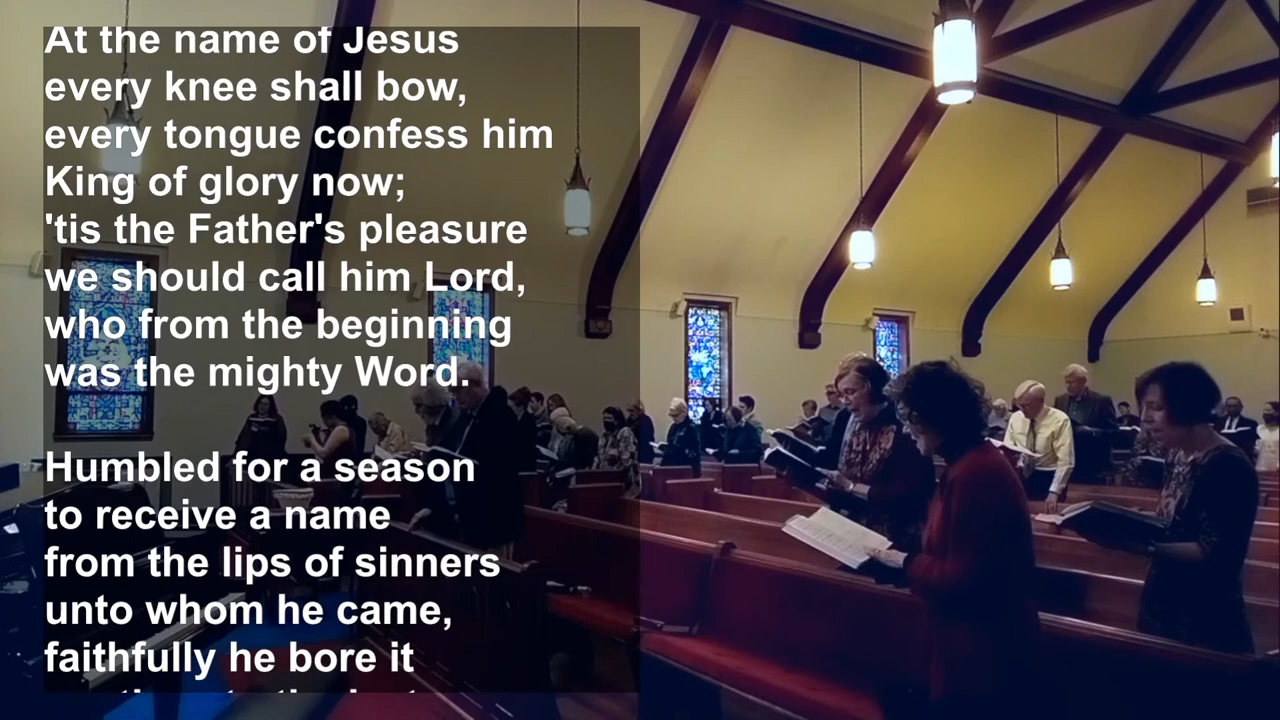 At the name of Jesus
every knee shall bow,
every tongue confess him
King of glory now;
'tis the Father's pleasure
we should call him Lord,
who from the beginning
was the mighty Word.
Humbled for a season
to receive a name
from the lips of sinners
unto whom he came,
faithfully he bore it